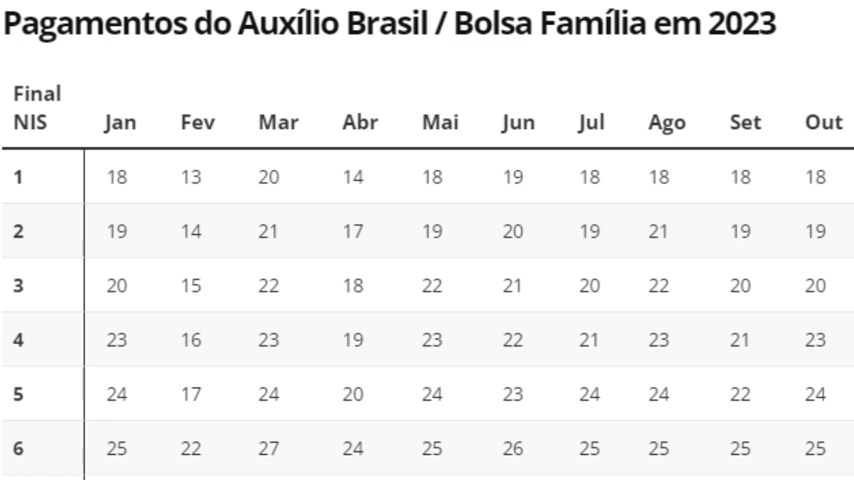 Pagamentos do Auxílio Brasil / Bolsa Família em 2023
Final
NIS Jan Fev Mar Abr Mai Jun Jul Ago Set Out
1 18 13 20 14 18 19 18 18 18 18
2 19 14 21 17 19 20 19 21 19 19
3 20 15 22 18 22 21 20 22 20 20
4 23 16 23 19 23 22 21 23 21 23
5 24 17 24 20 24 23 24 24 22 24
6 25 22 27 24 25 26 25 25 25 25